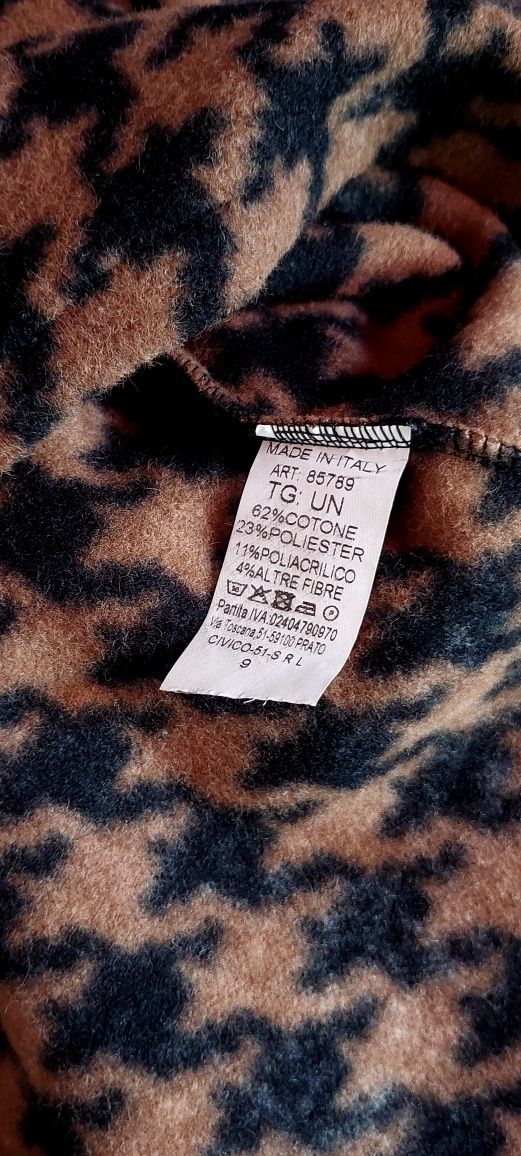 MADE IN ITALY
ART: 85789
TG: UN
62%COTONE
23%POLIESTER
11%POLIACRILICO
4%ALTRE FIBRE
Partita IVA:02404790970
Via Toscana,51-59100 PRATO
CIVICO-51-S R L
9